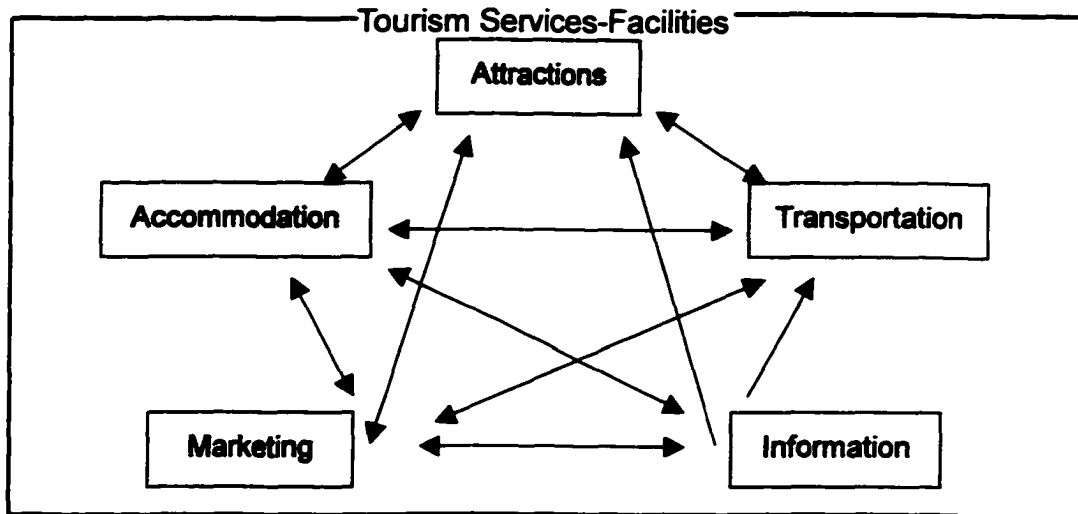 Tourism Services-Facilities
Attractions
Accommodation
Transportation
Marketing
Information